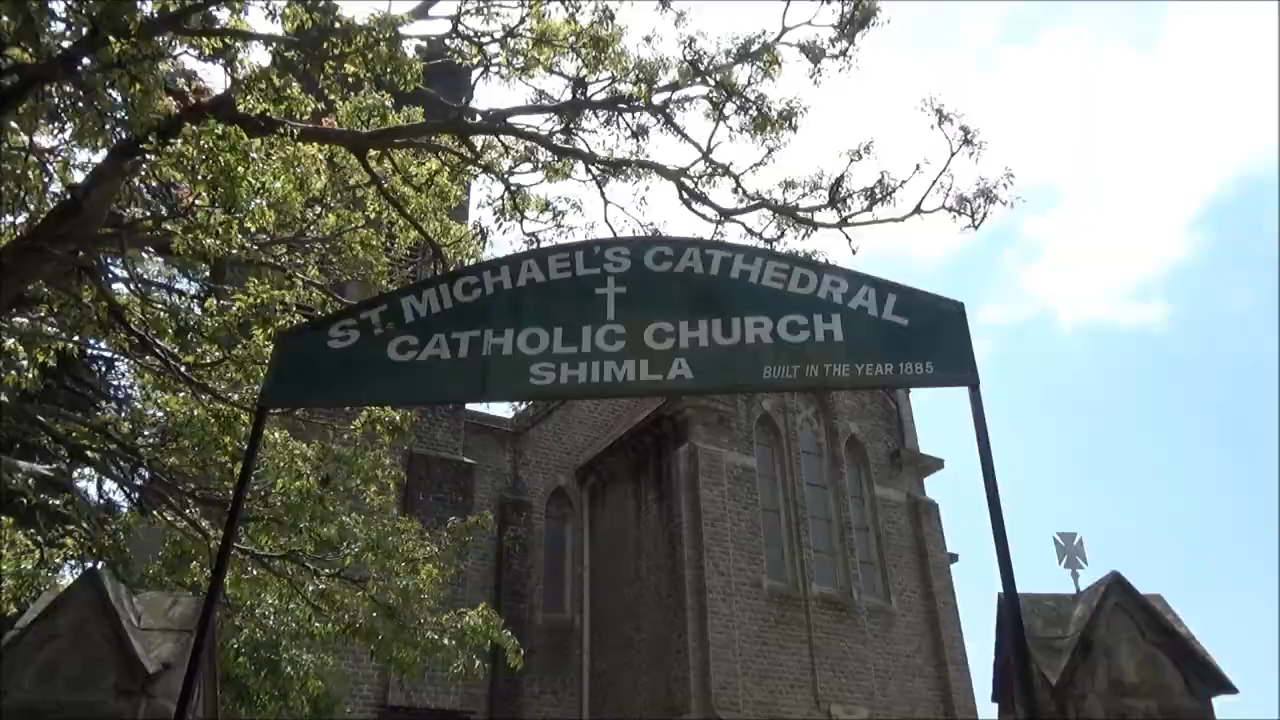 ST. MICHAEL'S CATHEDRAL
CATHOLIC CHURCH
SHIMLA
BUILT IN THE YEAR 1885